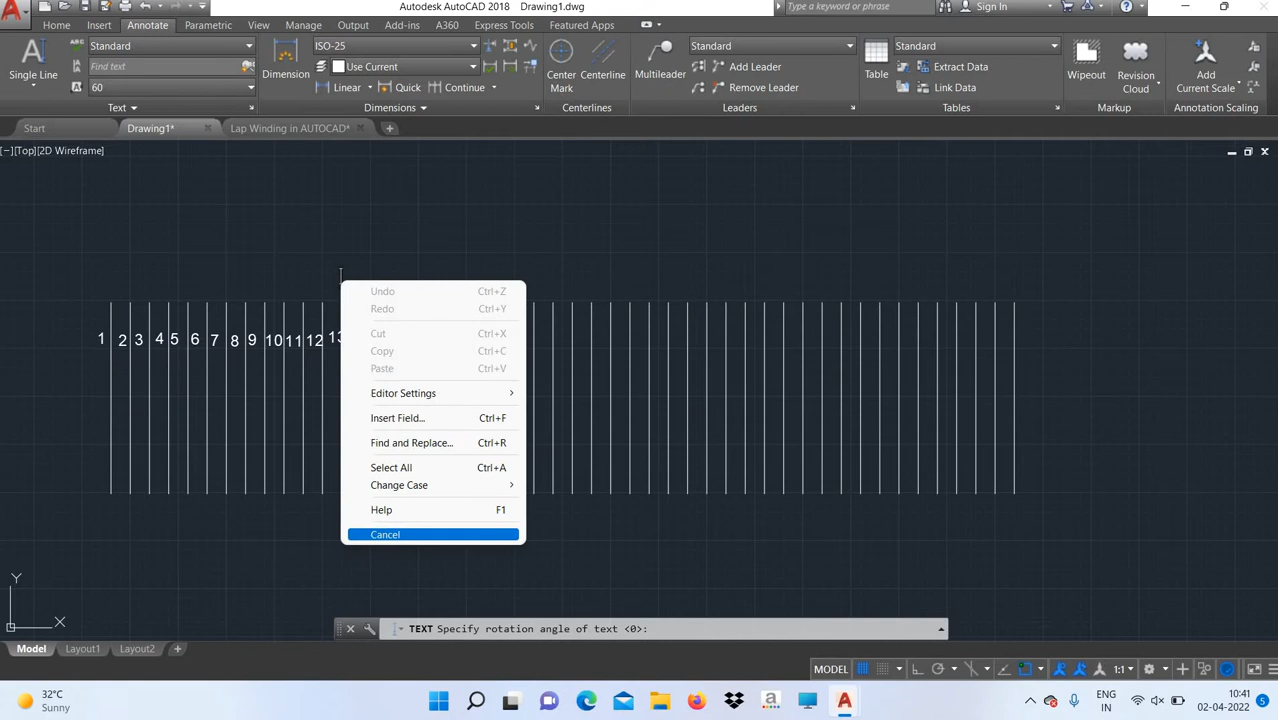 Autodesk AutoCAD 2018 Drawing1.dwg
Type a keyword or phrase
Sign In
Home Insert Annotate Parametric View Manage Output Add-ins A360 Express Tools Featured Apps
Single Line
Standard
Find text
60
Text
Dimension
ISO-25
Use Current
Linear Quick Continue
Dimensions
Center Mark
Centerline
Centerlines
Multileader
Standard
Add Leader
Remove Leader
Leaders
Table
Standard
Extract Data
Link Data
Tables
Wipeout
Revision Cloud
Markup
Add Current Scale
Annotation Scaling
Start Drawing1* Lap Winding in AUTOCAD*
[−][Top][2D Wireframe]
1 2 3 4 5 6 7 8 9 10 11 12 13
Undo Ctrl+Z
Redo Ctrl+Y
Cut Ctrl+X
Copy Ctrl+C
Paste Ctrl+V
Editor Settings
Insert Field... Ctrl+F
Find and Replace... Ctrl+R
Select All Ctrl+A
Change Case
Help F1
Cancel
Y
X
TEXT Specify rotation angle of text <0>:
Model Layout1 Layout2
MODEL 1:1
32°C
Sunny
ENG
IN
10:41
02-04-2022
5